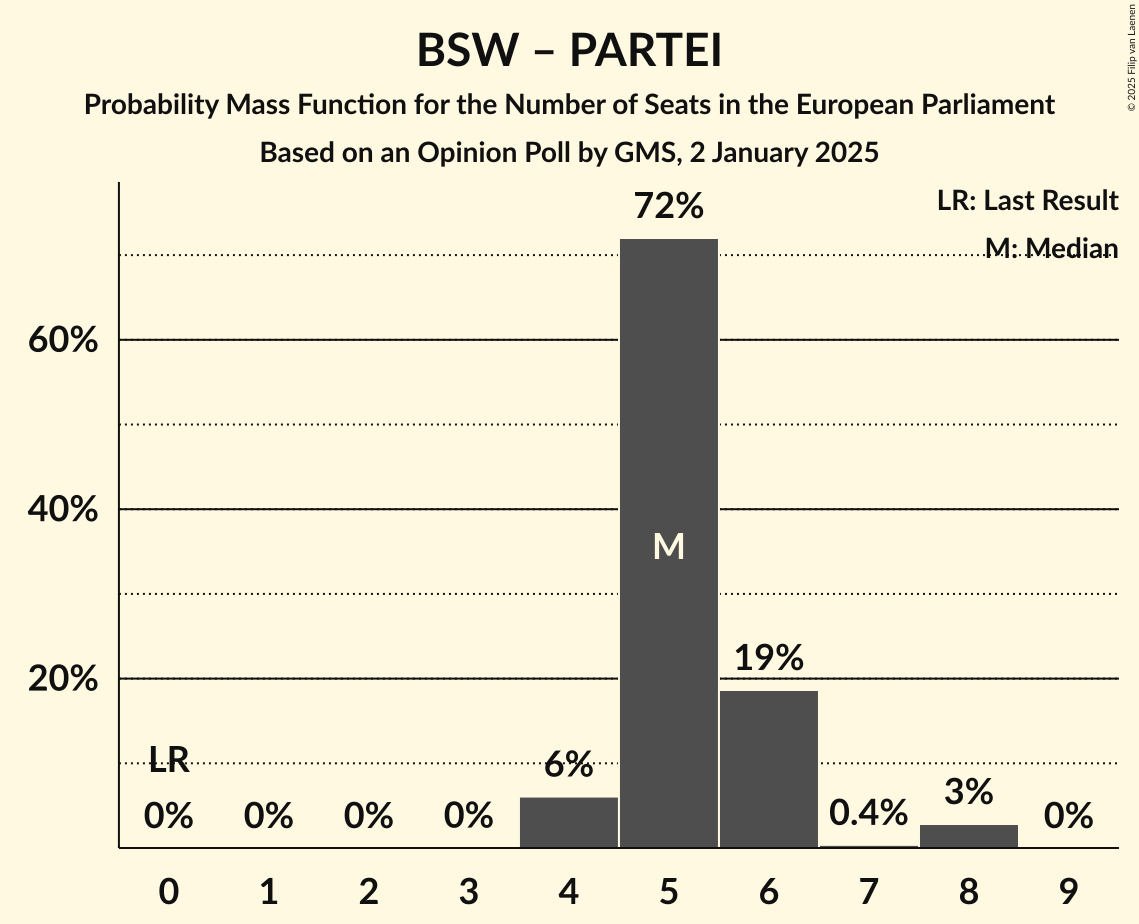 BSW – PARTEI
Probability Mass Function for the Number of Seats in the European Parliament
Based on an Opinion Poll by GMS, 2 January 2025
© 2025 Filip van Laenen
LR: Last Result
M: Median
72%
60%
40%
M
20%
19%
LR
6%
0%
0%
0%
0%
0.4%
3%
0%
0 1 2 3 4 5 6 7 8 9